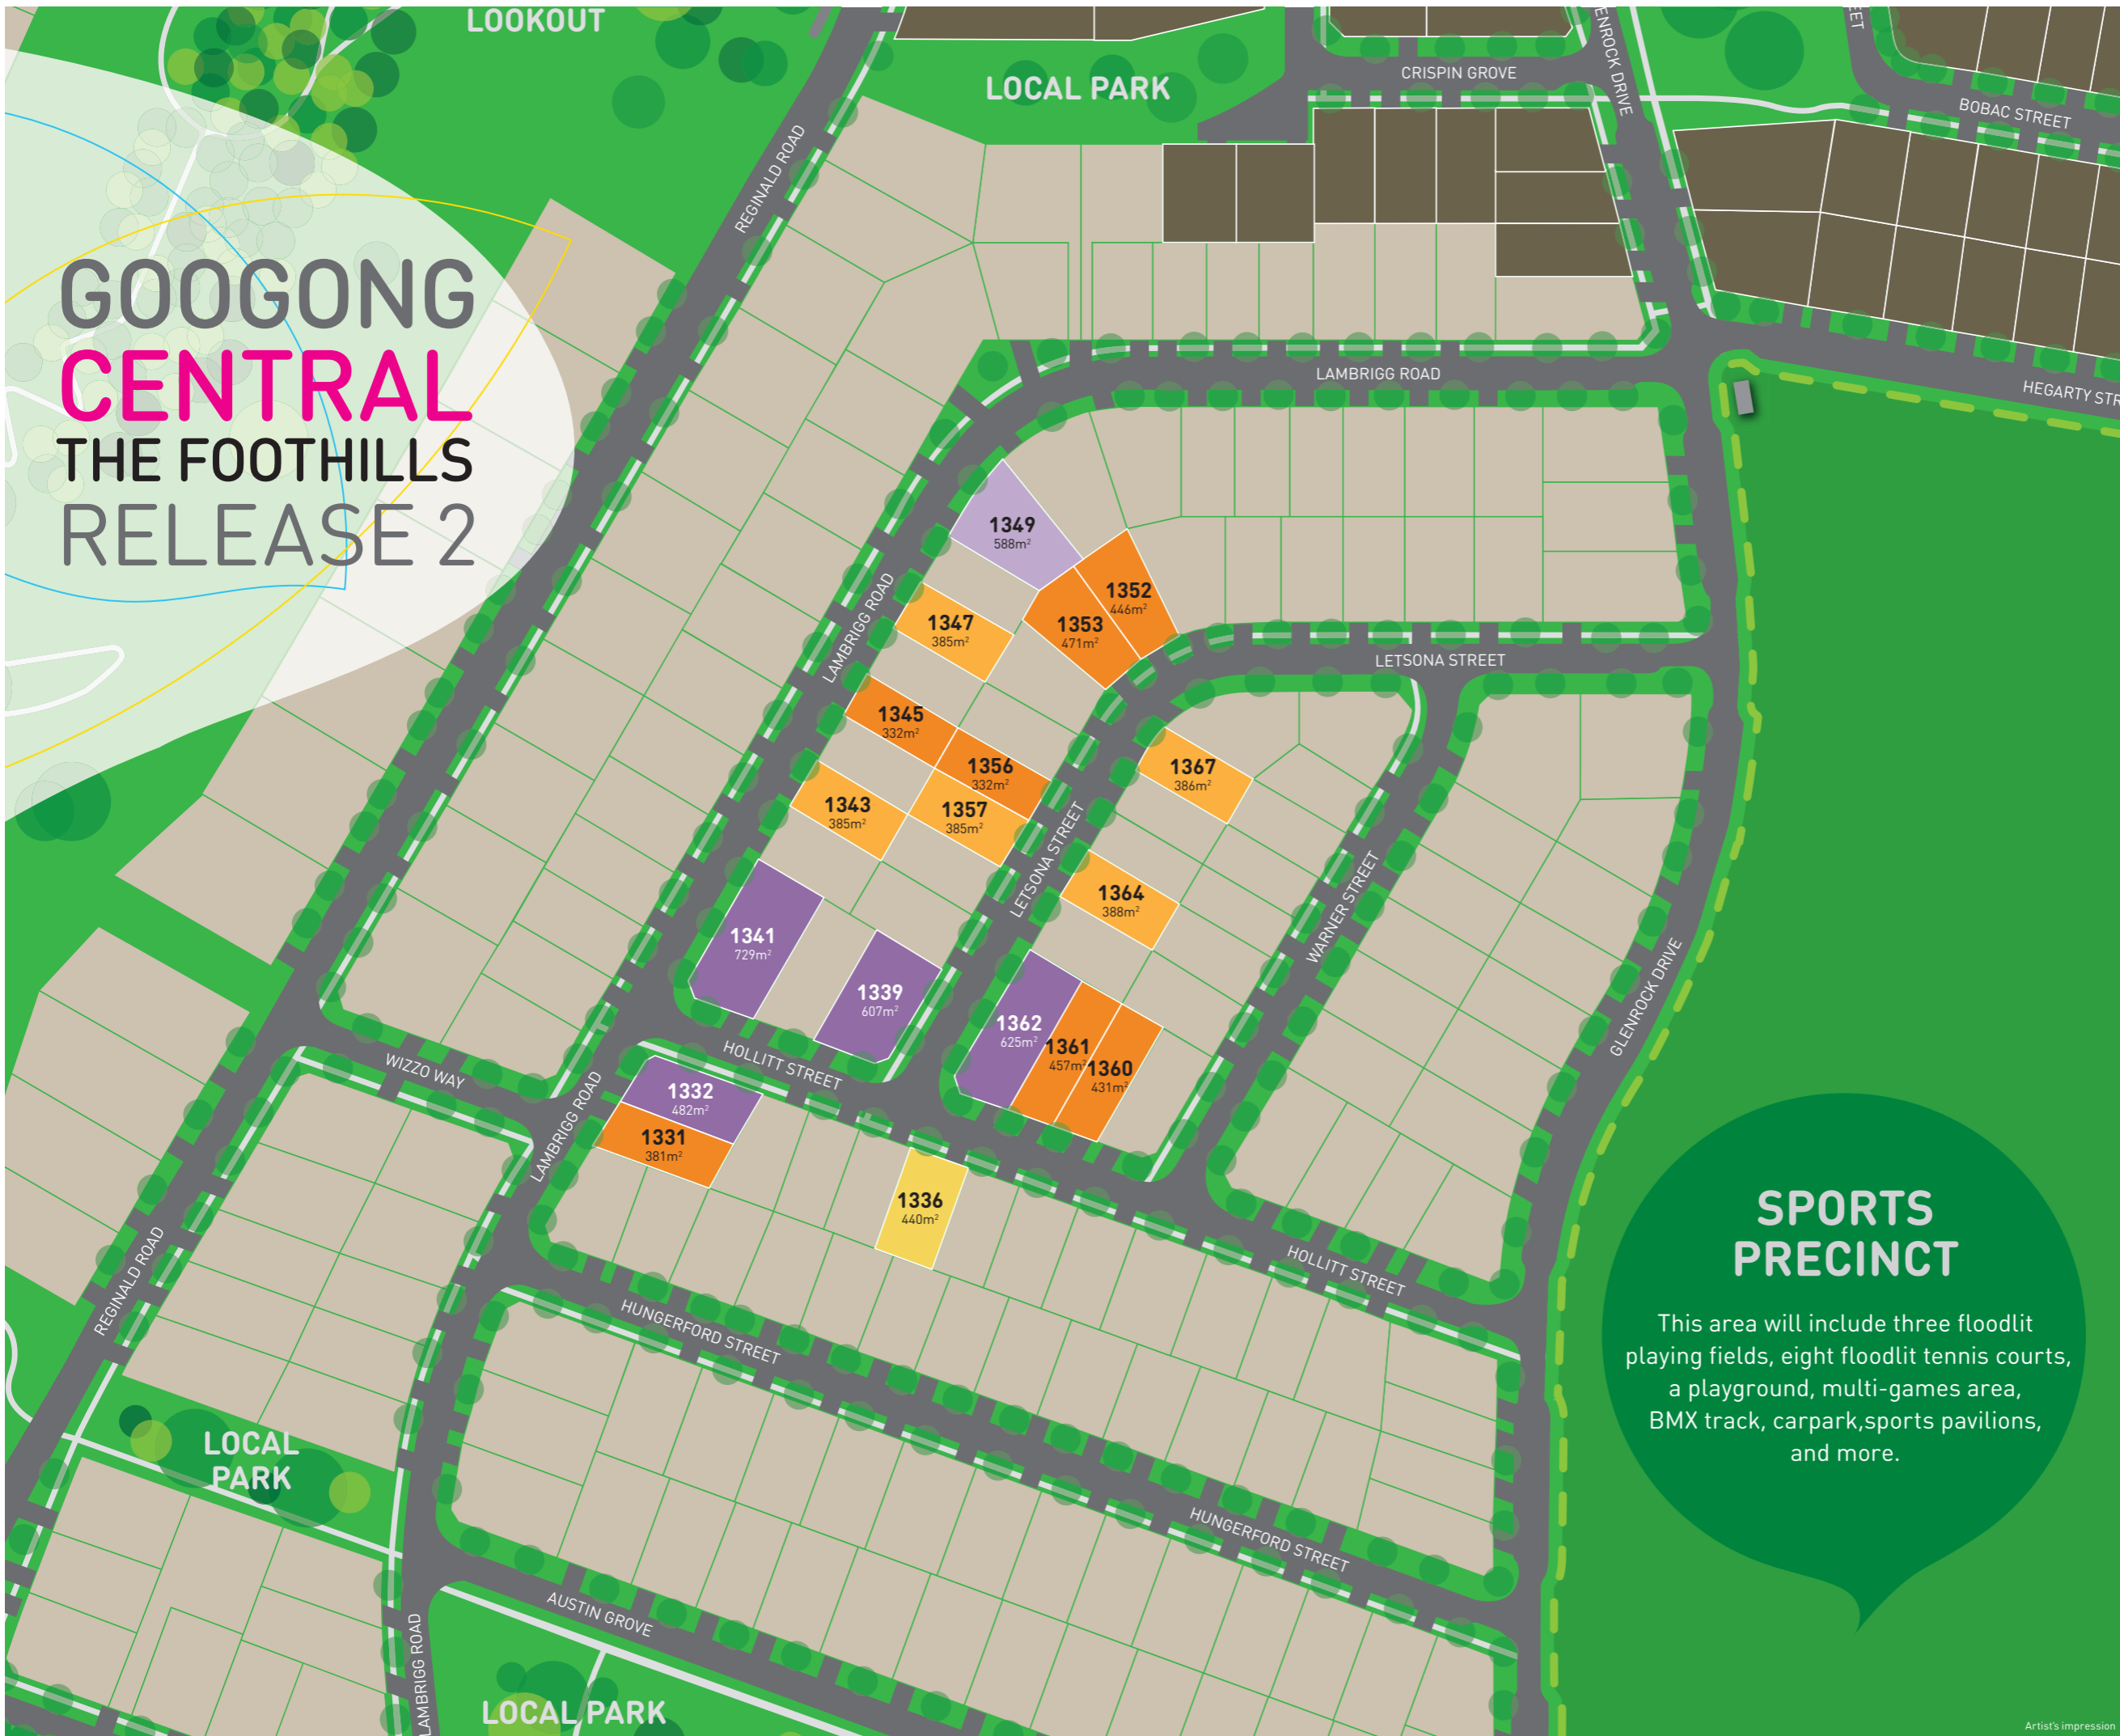 LOOKOUT
LOCAL PARK
CRISPIN GROVE
ENROCK DRIVE
EET
BOBAC STREET
REGINALD ROAD
GOOGONG
CENTRAL
THE FOOTHILLS
RELEASE 2
LAMBRIGG ROAD
HEGARTY STR
1349
588m²
1352
446m²
1353
471m²
1347
385m²
LAMBRIGG ROAD
LETSONA STREET
1345
332m²
1356
332m²
1367
386m²
1343
385m²
1357
385m²
LETSONA STREET
1364
388m²
WARNER STREET
1341
729m²
1339
607m²
GLENROCK DRIVE
1362
625m²
1361
457m²
1360
431m²
HOLLITT STREET
WIZZO WAY
1332
482m²
LAMBRIGG ROAD
1331
381m²
1336
440m²
SPORTS
PRECINCT
This area will include three floodlit
playing fields, eight floodlit tennis courts,
a playground, multi-games area,
BMX track, carpark,sports pavilions,
and more.
HOLLITT STREET
REGINALD ROAD
HUNGERFORD STREET
LOCAL
PARK
HUNGERFORD STREET
AUSTIN GROVE
LAMBRIGG ROAD
LOCAL PARK
Artist's impression